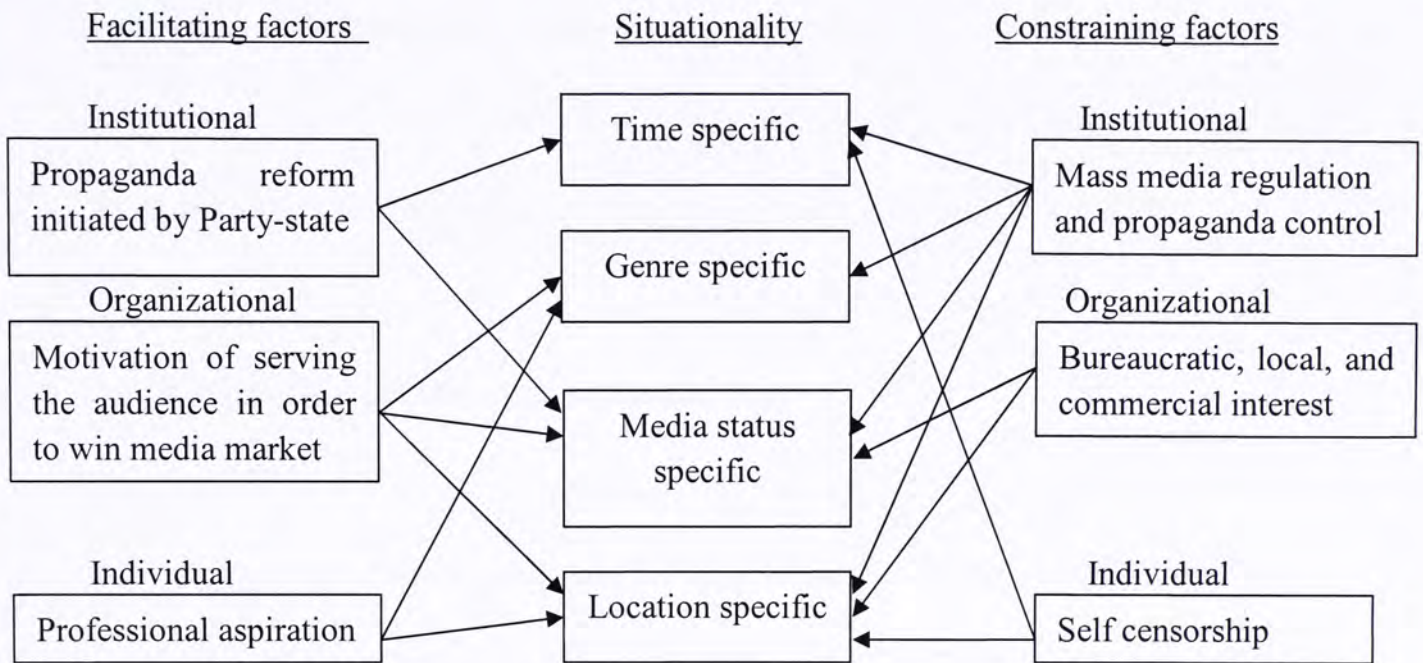 Facilitating factors
Situationality
Constraining factors
Institutional
Propaganda reform
initiated by Party-state
Organizational
Motivation of serving
the audience in order
to win media market
Individual
Professional aspiration
Time specific
Genre specific
Media status
specific
Location specific
Institutional
Mass media regulation
and propaganda control
Organizational
Bureaucratic, local, and
commercial interest
Individual
Self censorship